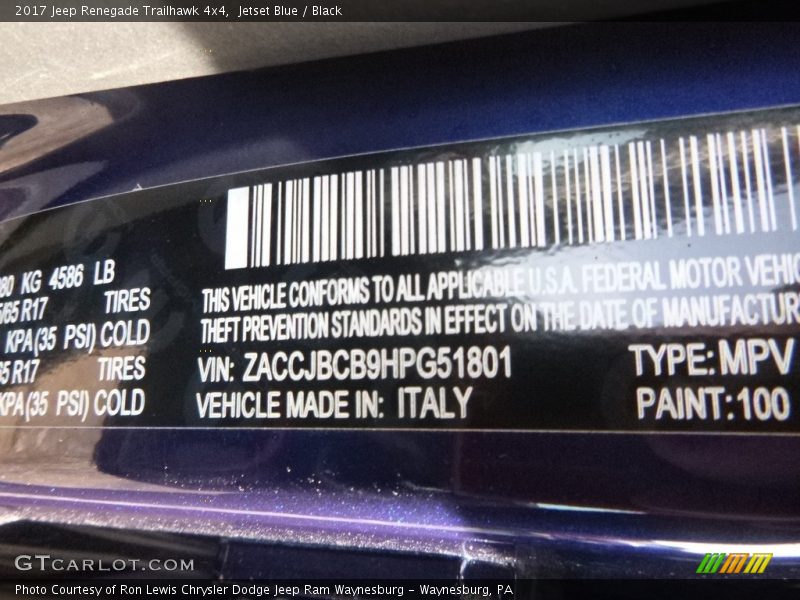 2017 Jeep Renegade Trailhawk 4x4,  Jetset Blue / Black
KG 4586 LB
R17 TIRES
KPA (35 PSI) COLD
R17 TIRES
KPA (35 PSI) COLD
THIS VEHICLE CONFORMS TO ALL APPLICABLE U.S.A. FEDERAL MOTOR
THEFT PREVENTION STANDARDS IN EFFECT ON THE DATE OF
VIN: ZACCJBCB9HPG51801 TYPE: MPV
VEHICLE MADE IN: ITALY PAINT: 100
GTCARLOT.COM
Photo Courtesy of Ron Lewis Chrysler Dodge Jeep Ram Waynesburg - Waynesburg, PA